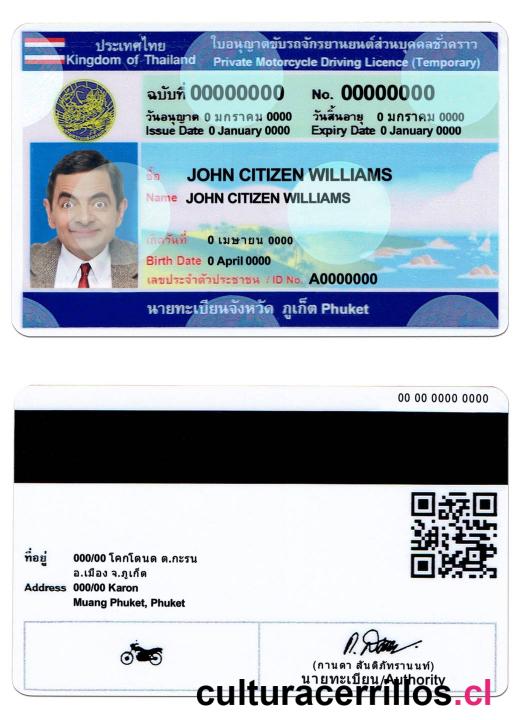 ประเทศไทย ใบอนุญาตขับรถจักรยานยนต์ส่วนบุคคลชั่วคราว
Kingdom of Thailand Private Motorcycle Driving Licence (Temporary)
ฉบับที่ 00000000 No. 00000000
วันอนุญาต 0 มกราคม 0000 วันสิ้นอายุ 0 มกราคม 0000
Issue Date 0 January 0000 Expiry Date 0 January 0000
ชื่อ JOHN CITIZEN WILLIAMS
Name JOHN CITIZEN WILLIAMS
เกิดวันที่ 0 เมษายน 0000
Birth Date 0 April 0000
เลขประจำตัวประชาชน / ID No. A0000000
นายทะเบียนจังหวัด ภูเก็ต Phuket
00 00 0000 0000
ที่อยู่ 000/00 โคกโตนด ต.กะรน
อ.เมือง จ.ภูเก็ต
Address 000/00 Karon
Muang Phuket, Phuket
(กานดา สันติภัทรานนท์)
นายทะเบียน/Authority
culturacerrillos.cl